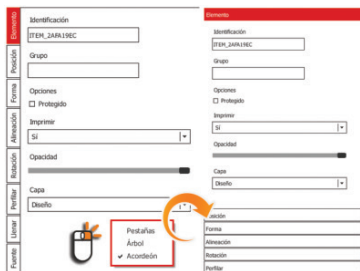 Elemento
Posición
Forma
Alineación
Rotación
Perfilar
Llenar
Fuente
Identificación
ITEM_2AFA19EC
Grupo
Opciones
Protegido
Imprimir
Sí
Opacidad
Capa
Diseño
Pestañas
Árbol
Acordeón
Elemento
Identificación
ITEM_2AFA19EC
Grupo
Opciones
Protegido
Imprimir
Sí
Opacidad
Capa
Diseño
Posición
Forma
Alineación
Rotación
Perfilar